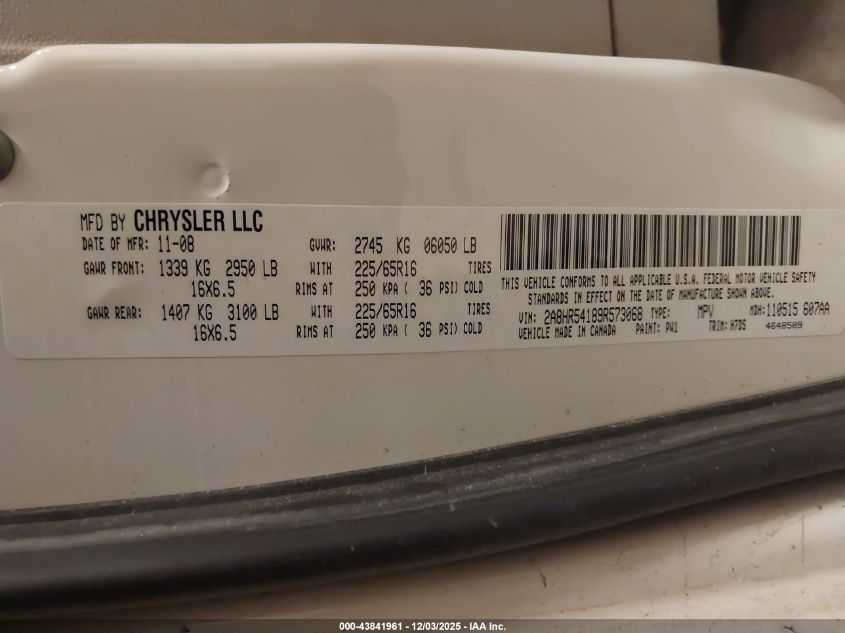 MFD BY CHRYSLER LLC
DATE OF MFR: 11-08 GVWR: 2745 KG 06050 LB
GAWR FRONT: 1339 KG 2950 LB WITH 225/65R16 TIRES
16X6.5 RIMS AT 250 KPA ( 36 PSI) COLD
GAWR REAR: 1407 KG 3100 LB WITH 225/65R16 TIRES
16X6.5 RIMS AT 250 KPA ( 36 PSI) COLD
THIS VEHICLE CONFORMS TO ALL APPLICABLE U.S.A. FEDERAL MOTOR VEHICLE SAFETY
STANDARDS IN EFFECT ON THE DATE OF MANUFACTURE SHOWN ABOVE.
VIN: 2A8HR54189R573068 TYPE: MPV MDH: 110515 607AA
VEHICLE MADE IN CANADA PAINT: PW1 TRIM: H7DS 4648509
000-43841961 - 12/03/2025 - IAA Inc.